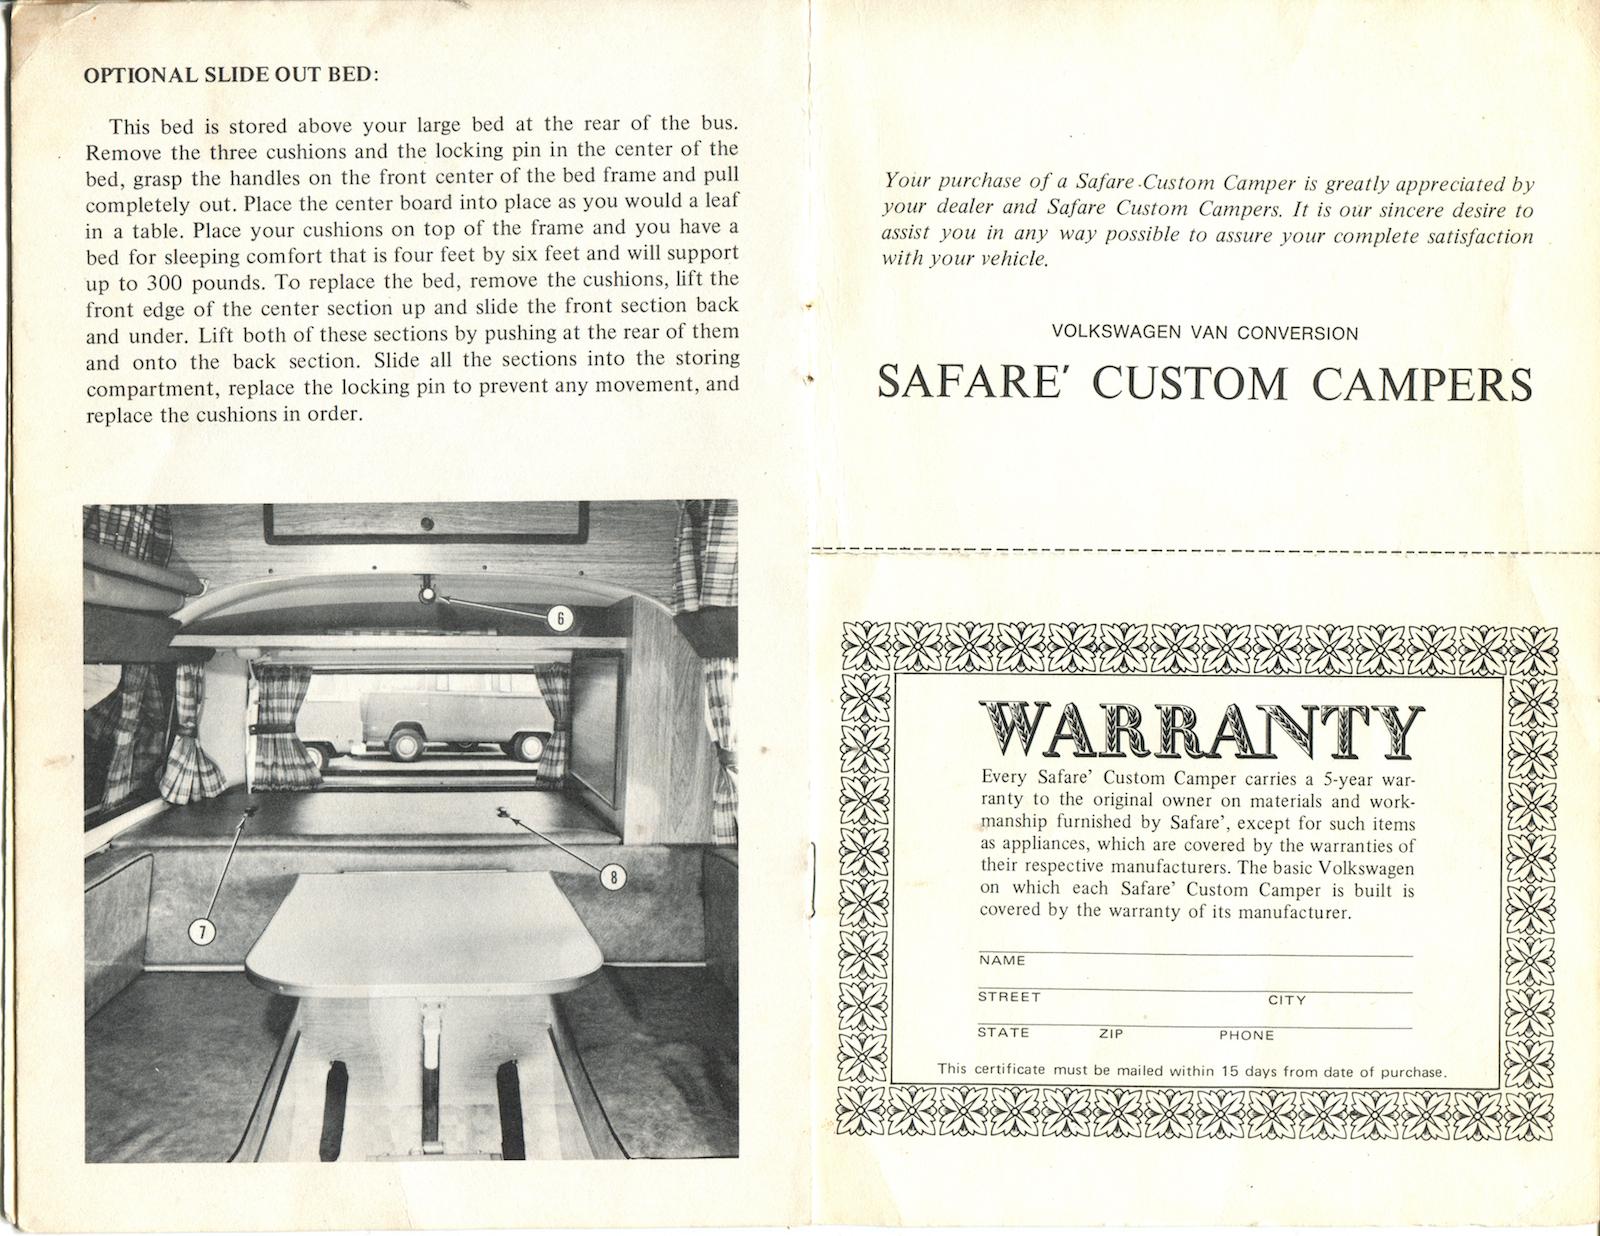 OPTIONAL SLIDE OUT BED:
This bed is stored above your large bed at the rear of the bus.
Remove the three cushions and the locking pin in the center of the
bed, grasp the handles on the front center of the bed frame and pull
completely out. Place the center board into place as you would a leaf
in a table. Place your cushions on top of the frame and you have a
bed for sleeping comfort that is four feet by six feet and will support
up to 300 pounds. To replace the bed, remove the cushions, lift the
front edge of the center section up and slide the front section back
and under. Lift both of these sections by pushing at the rear of them
and onto the back section. Slide all the sections into the storing
compartment, replace the locking pin to prevent any movement, and
replace the cushions in order.
6
8
7
Your purchase of a Safare Custom Camper is greatly appreciated by
your dealer and Safare Custom Campers. It is our sincere desire to
assist you in any way possible to assure your complete satisfaction
with your vehicle.
VOLKSWAGEN VAN CONVERSION
SAFARE' CUSTOM CAMPERS
WARRANTY
Every Safare' Custom Camper carries a 5-year war-
ranty to the original owner on materials and work-
manship furnished by Safare', except for such items
as appliances, which are covered by the warranties of
their respective manufacturers. The basic Volkswagen
on which each Safare' Custom Camper is built is
covered by the warranty of its manufacturer.
NAME
STREET CITY
STATE ZIP PHONE
This certificate must be mailed within 15 days from date of purchase.